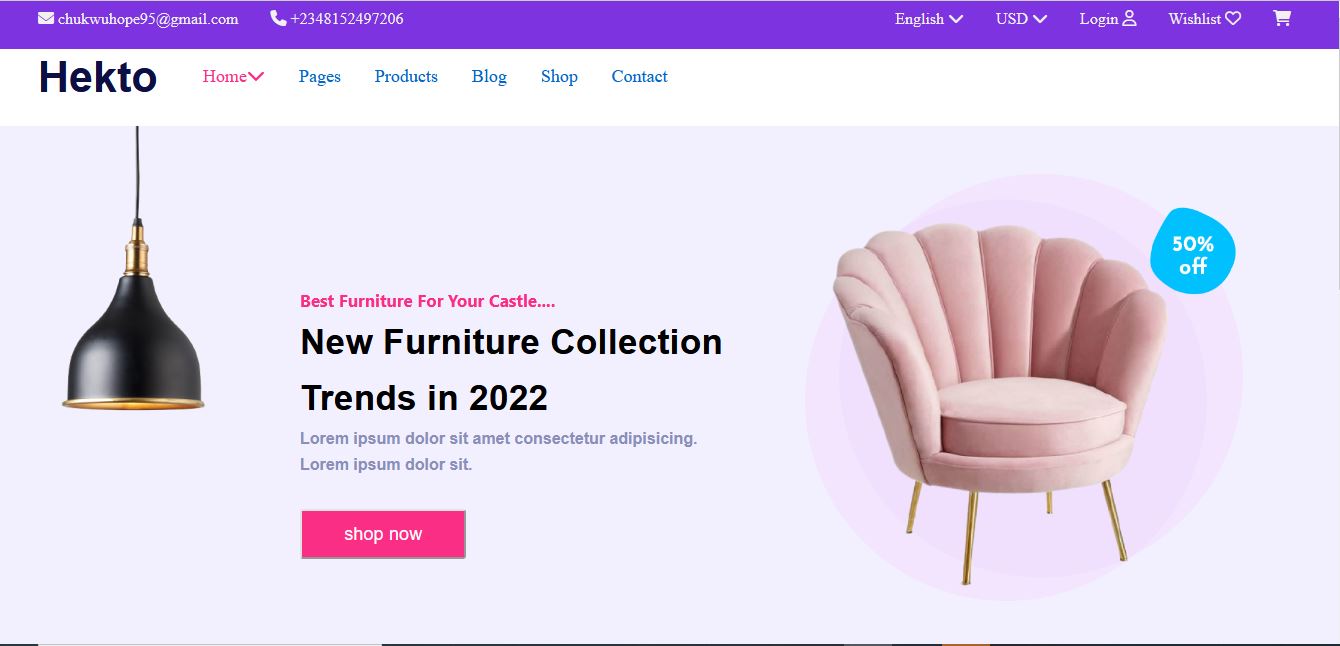 chukwuhope95@gmail.com +2348152497206 English USD Login Wishlist
Hekto Home Pages Products Blog Shop Contact
50%
off
Best Furniture For Your Castle....
New Furniture Collection
Trends in 2022
Lorem ipsum dolor sit amet consectetur adipisicing.
Lorem ipsum dolor sit.
shop now